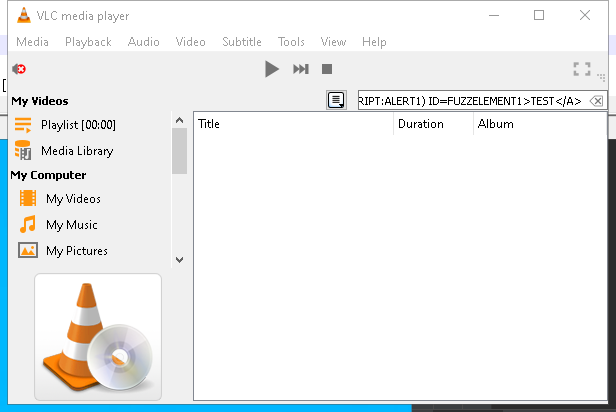 VLC media player
Media Playback Audio Video Subtitle Tools View Help
My Videos
RIPT:ALERT1) ID=FUZZELEMENT1>TEST</A>
Playlist [00:00]
Title Duration Album
Media Library
My Computer
My Videos
My Music
My Pictures